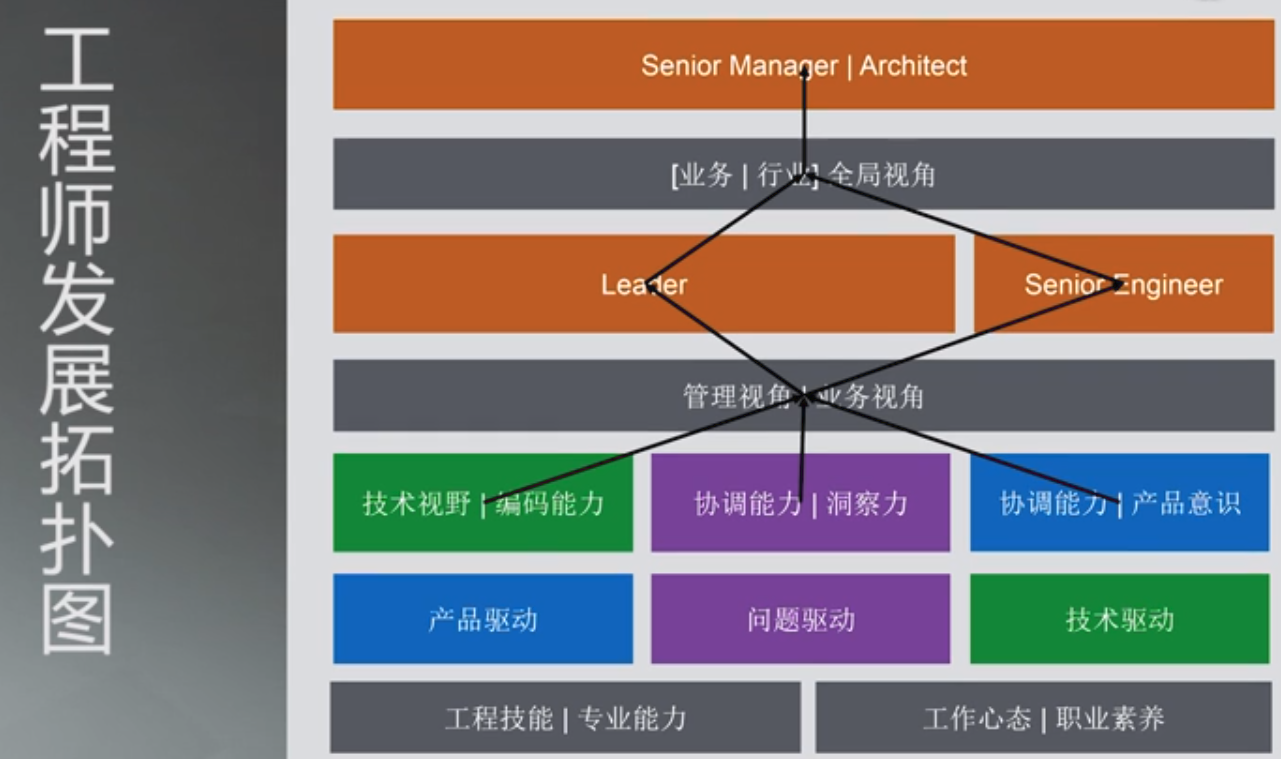 工程师发展拓扑图
Senior Manager | Architect
[业务 | 行业] 全局视角
Leader
Senior Engineer
管理视角 | 业务视角
技术视野 | 编码能力
协调能力 | 洞察力
协调能力 | 产品意识
产品驱动
问题驱动
技术驱动
工程技能 | 专业能力
工作心态 | 职业素养